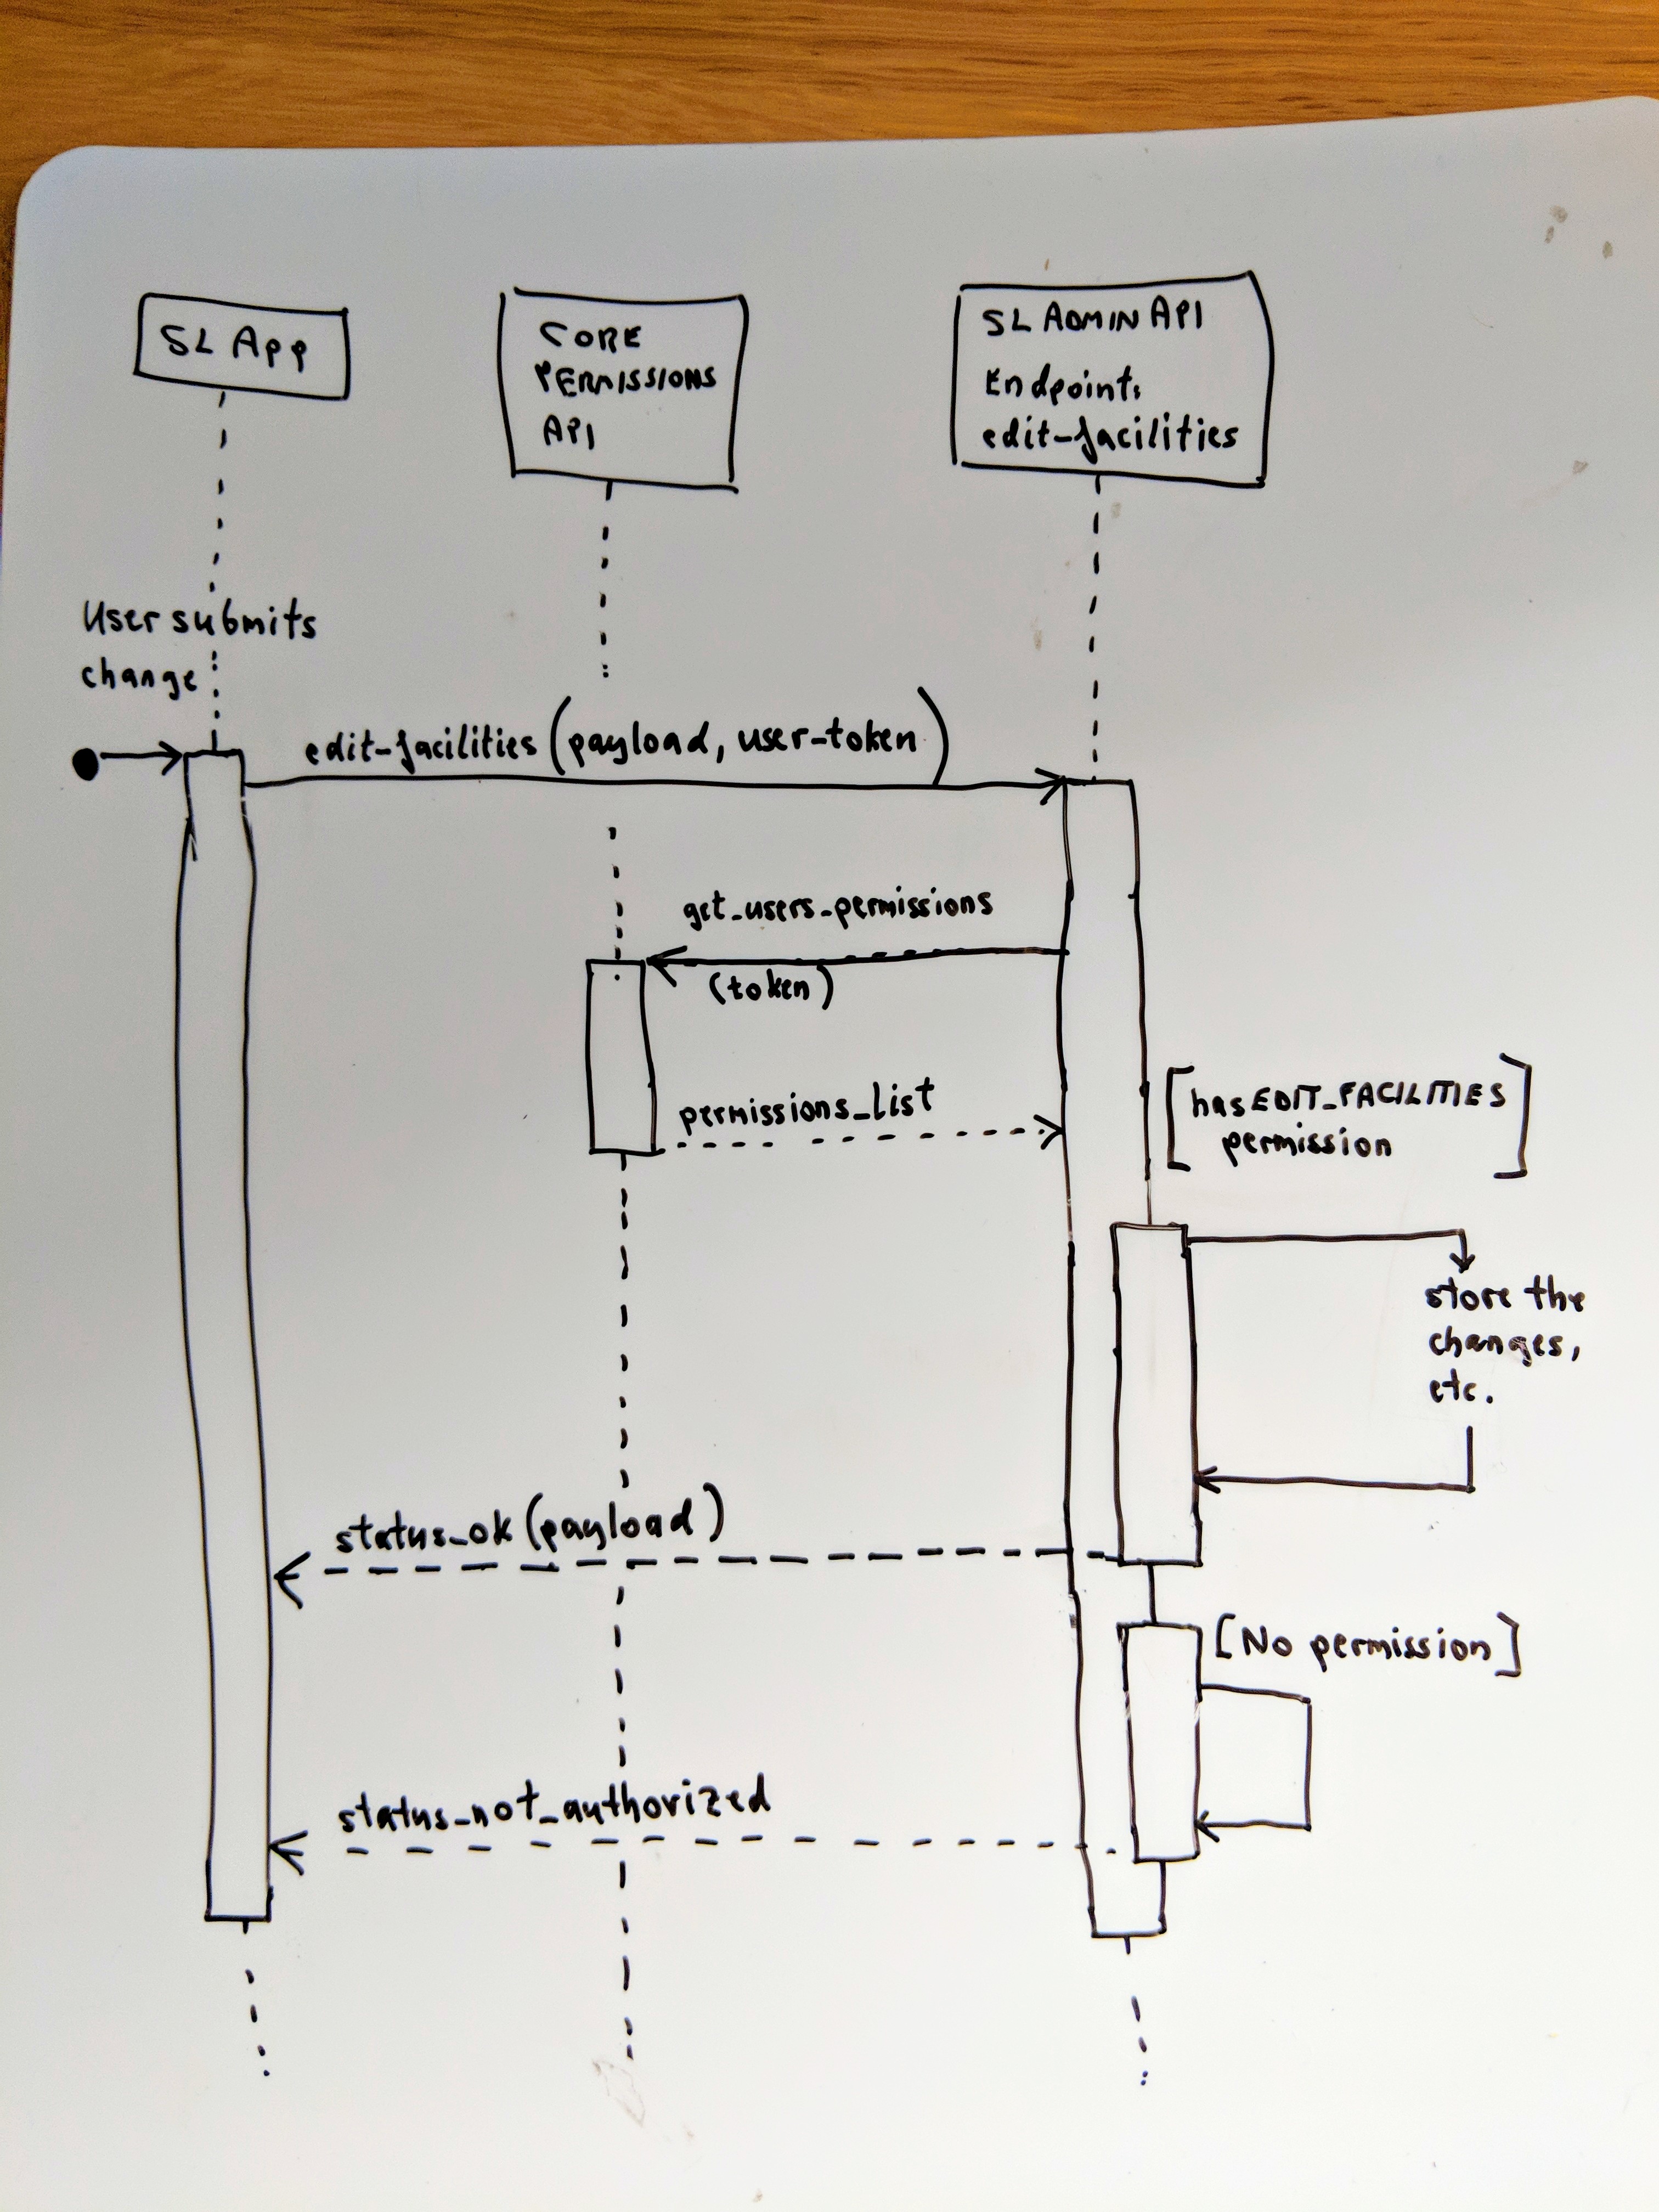 SL App
CORE
PERMISSIONS
API
SL ADMIN API
Endpoint:
edit-facilities
User submits
change
edit-facilities (payload, user-token)
get_users_permissions
(token)
permissions_list
[has EDIT_FACILITIES
permission]
store the
changes,
etc.
status_ok (payload)
[No permission]
status_not_authorized